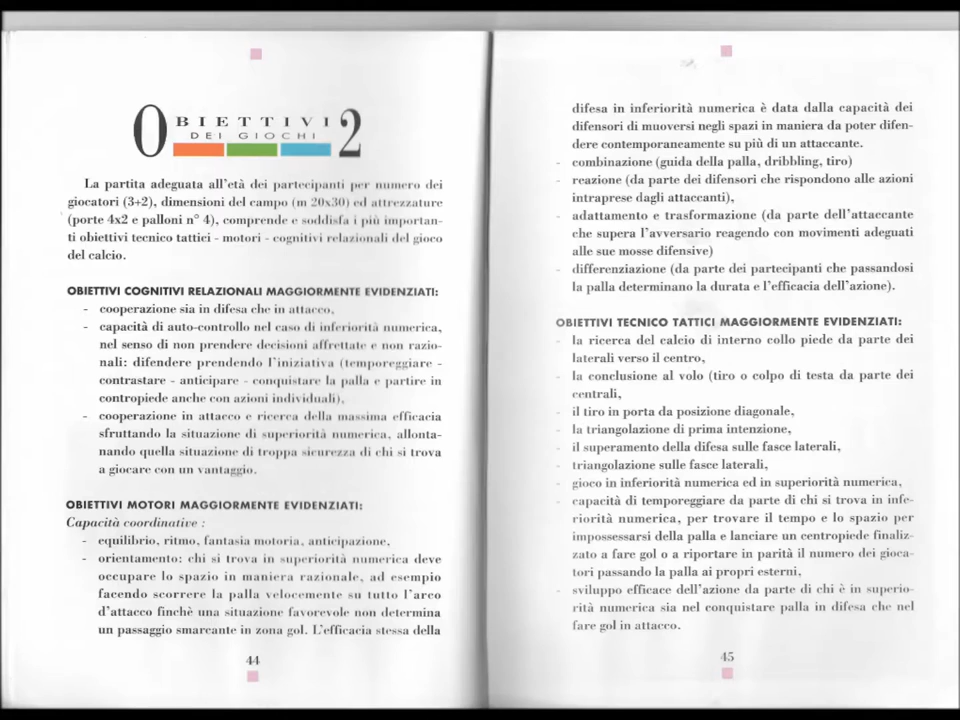 OBIETTIVI 2
DEI GIOCHI
La partita adeguata all'età dei partecipanti per numero dei
giocatori (3+2), dimensioni del campo (m 20x30) ed attrezzature
(porte 4x2 e palloni n° 4), comprende e soddisfa i più importan-
ti obiettivi tecnico tattici - motori - cognitivi relazionali del gioco
del calcio.
OBIETTIVI COGNITIVI RELAZIONALI MAGGIORMENTE EVIDENZIATI:
- cooperazione sia in difesa che in attacco,
- capacità di auto-controllo nel caso di inferiorità numerica,
nel senso di non prendere decisioni affrettate e non razio-
nali: difendere prendendo l'iniziativa (temporeggiare -
contrastare - anticipare - conquistare la palla e partire in
contropiede anche con azioni individuali),
- cooperazione in attacco e ricerca della massima efficacia
sfruttando la situazione di superiorità numerica, allonta-
nando quella situazione di troppa sicurezza di chi si trova
a giocare con un vantaggio.
OBIETTIVI MOTORI MAGGIORMENTE EVIDENZIATI:
Capacità coordinative :
- equilibrio, ritmo, fantasia motoria, anticipazione,
- orientamento: chi si trova in superiorità numerica deve
occupare lo spazio in maniera razionale, ad esempio
facendo scorrere la palla velocemente su tutto l'arco
d'attacco finchè una situazione favorevole non determina
un passaggio smarcante in zona gol. L'efficacia stessa della
44
difesa in inferiorità numerica è data dalla capacità dei
difensori di muoversi negli spazi in maniera da poter difen-
dere contemporaneamente su più di un attaccante.
- combinazione (guida della palla, dribbling, tiro)
- reazione (da parte dei difensori che rispondono alle azioni
intraprese dagli attaccanti),
- adattamento e trasformazione (da parte dell'attaccante
che supera l'avversario reagendo con movimenti adeguati
alle sue mosse difensive)
- differenziazione (da parte dei partecipanti che passandosi
la palla determinano la durata e l'efficacia dell'azione).
OBIETTIVI TECNICO TATTICI MAGGIORMENTE EVIDENZIATI:
- la ricerca del calcio di interno collo piede da parte dei
laterali verso il centro,
- la conclusione al volo (tiro o colpo di testa da parte dei
centrali,
- il tiro in porta da posizione diagonale,
- la triangolazione di prima intenzione,
- il superamento della difesa sulle fasce laterali,
- triangolazione sulle fasce laterali,
- gioco in inferiorità numerica ed in superiorità numerica,
- capacità di temporeggiare da parte di chi si trova in infe-
riorità numerica, per trovare il tempo e lo spazio per
impossessarsi della palla e lanciare un centropiede finaliz-
zato a fare gol o a riportare in parità il numero dei gioca-
tori passando la palla ai propri esterni,
- sviluppo efficace dell'azione da parte di chi è in superio-
rità numerica sia nel conquistare palla in difesa che nel
fare gol in attacco.
45